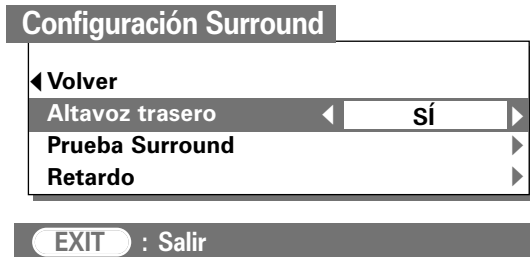 Configuración Surround
Volver
Altavoz trasero SÍ
Prueba Surround
Retardo
EXIT : Salir